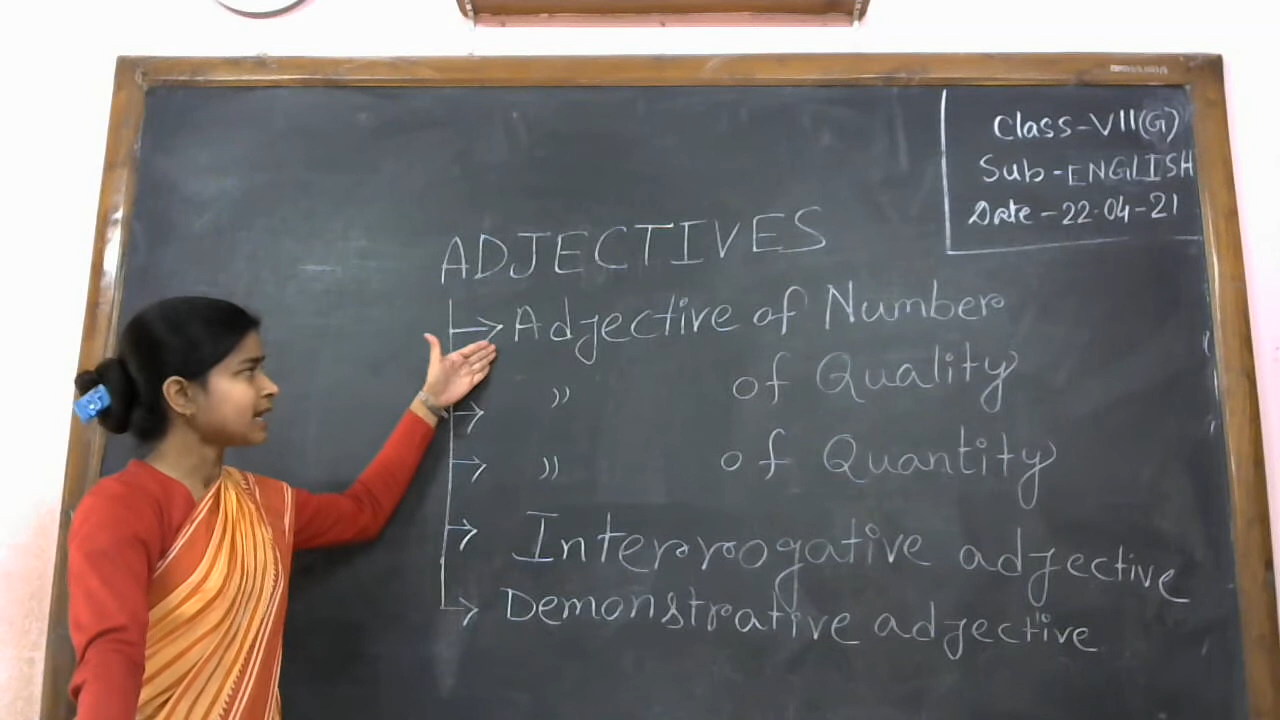 Class-VII(G)
Sub-ENGLISH
Date-22.04-21
ADJECTIVES
→ Adjective of Number
→ " of Quality
→ " of Quantity
→ Interrogative adjective
→ Demonstrative adjective